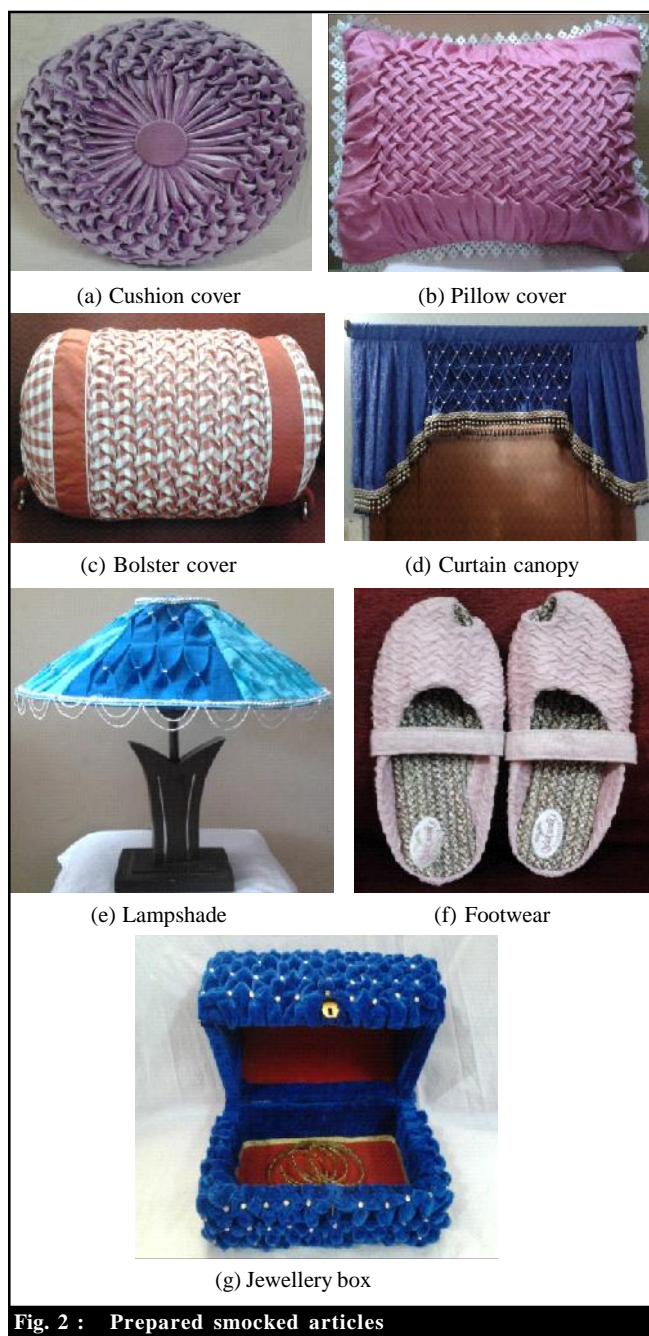 (a) Cushion cover
(b) Pillow cover
(c) Bolster cover
(d) Curtain canopy
(e) Lampshade
(f) Footwear
(g) Jewellery box
Fig. 2 : Prepared smocked articles